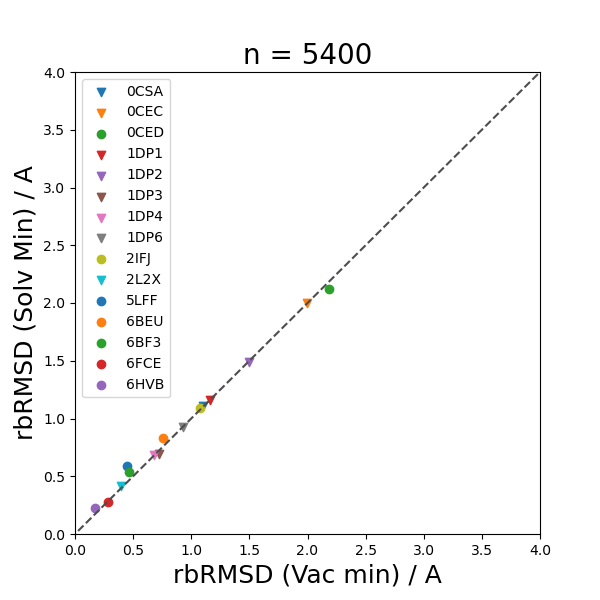 n = 5400
rbRMSD (Solv Min) / A
4.0
3.5
3.0
2.5
2.0
1.5
1.0
0.5
0.0
0CSA
0CEC
0CED
1DP1
1DP2
1DP3
1DP4
1DP6
2IFJ
2L2X
5LFF
6BEU
6BF3
6FCE
6HVB
0.0 0.5 1.0 1.5 2.0 2.5 3.0 3.5 4.0
rbRMSD (Vac min) / A